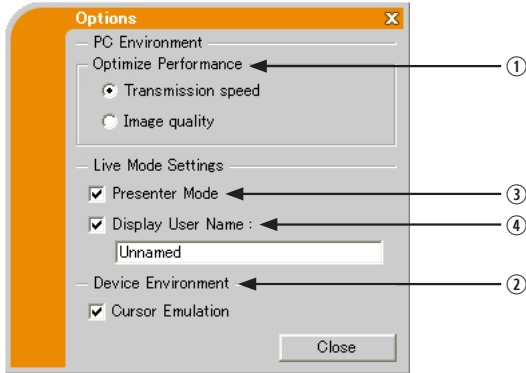 Options X
PC Environment
Optimize Performance ①
Transmission speed
Image quality
Live Mode Settings
Presenter Mode ③
Display User Name : ④
Unnamed
Device Environment ②
Cursor Emulation
Close